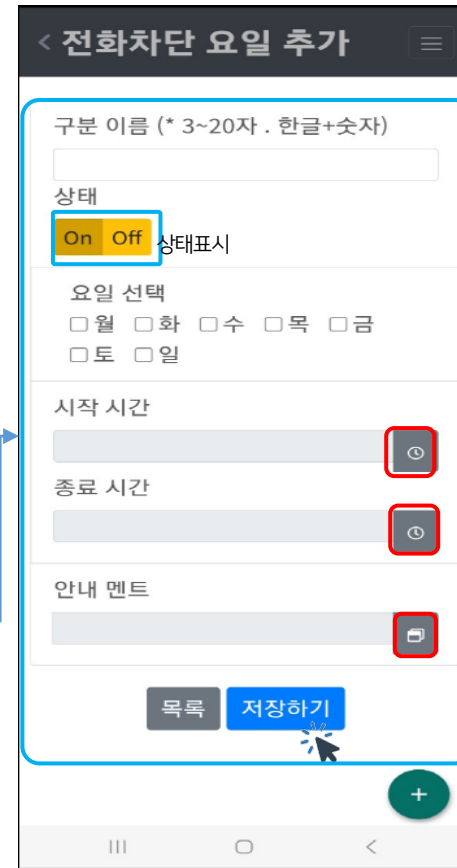 < 전화차단 요일 추가
구분 이름 (* 3~20자 . 한글+숫자)
상태
On Off 상태표시
요일 선택
월 화 수 목 금
토 일
시작 시간
종료 시간
안내 멘트
목록 저장하기
+